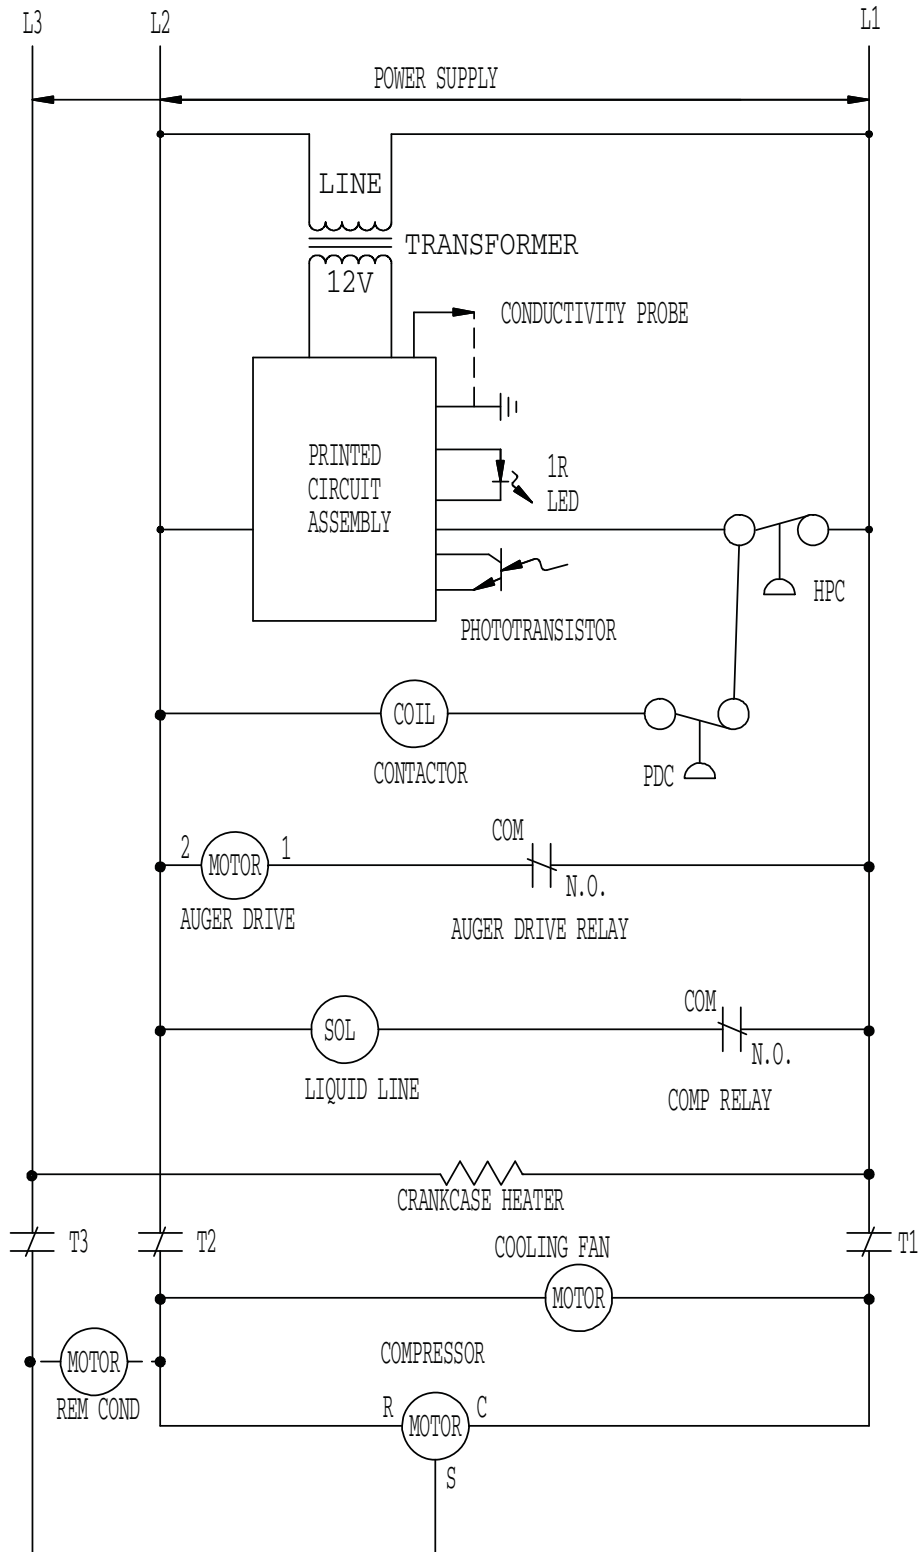 L3
L2
L1
POWER SUPPLY
LINE
TRANSFORMER
12V
CONDUCTIVITY PROBE
PRINTED
CIRCUIT
ASSEMBLY
1R
LED
HPC
PHOTOTRANSISTOR
COIL
CONTACTOR
PDC
COM
2
MOTOR
1
N.O.
AUGER DRIVE
AUGER DRIVE RELAY
COM
SOL
N.O.
LIQUID LINE
COMP RELAY
CRANKCASE HEATER
T3
T2
T1
COOLING FAN
MOTOR
COMPRESSOR
MOTOR
REM COND
R
MOTOR
C
S